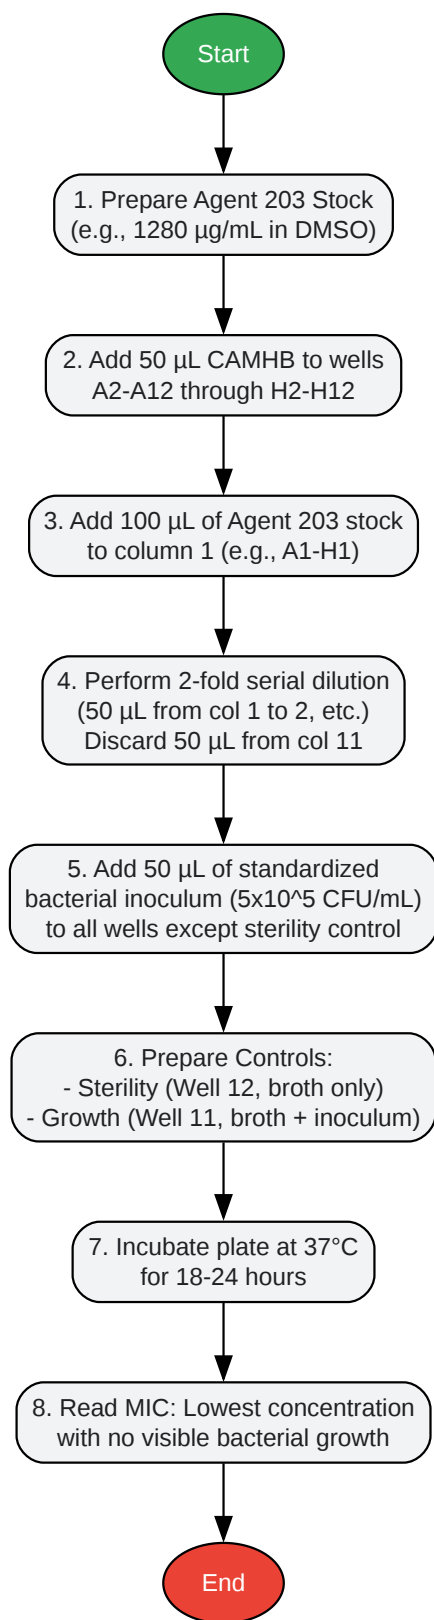 Start
1. Prepare Agent 203 Stock
(e.g., 1280 µg/mL in DMSO)
2. Add 50 µL CAMHB to wells
A2-A12 through H2-H12
3. Add 100 µL of Agent 203 stock
to column 1 (e.g., A1-H1)
4. Perform 2-fold serial dilution
(50 µL from col 1 to 2, etc.)
Discard 50 µL from col 11
5. Add 50 µL of standardized
bacterial inoculum (5x10^5 CFU/mL)
to all wells except sterility control
6. Prepare Controls:
- Sterility (Well 12, broth only)
- Growth (Well 11, broth + inoculum)
7. Incubate plate at 37°C
for 18-24 hours
8. Read MIC: Lowest concentration
with no visible bacterial growth
End